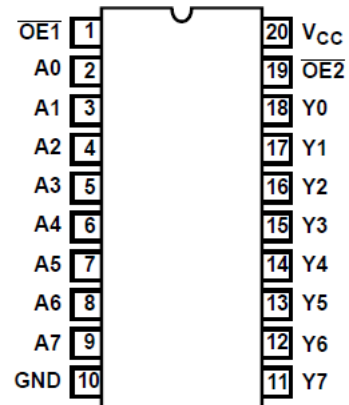 O̅E̅1̅ 1 20 VCC
A0 2 19 O̅E̅2̅
A1 3 18 Y0
A2 4 17 Y1
A3 5 16 Y2
A4 6 15 Y3
A5 7 14 Y4
A6 8 13 Y5
A7 9 12 Y6
GND 10 11 Y7